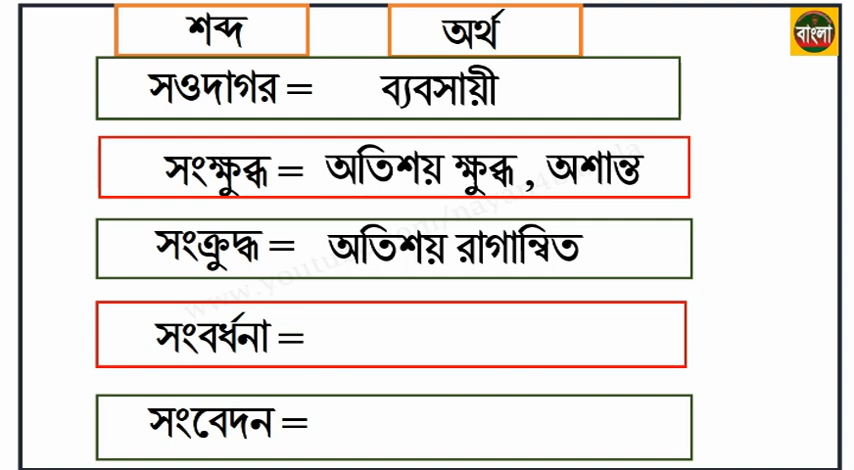 শব্দ অর্থ
বাংলা
সওদাগর = ব্যবসায়ী
সংক্ষুব্ধ = অতিশয় ক্ষুব্ধ , অশান্ত
সংক্রুদ্ধ = অতিশয় রাগান্বিত
সংবর্ধনা =
সংবেদন =